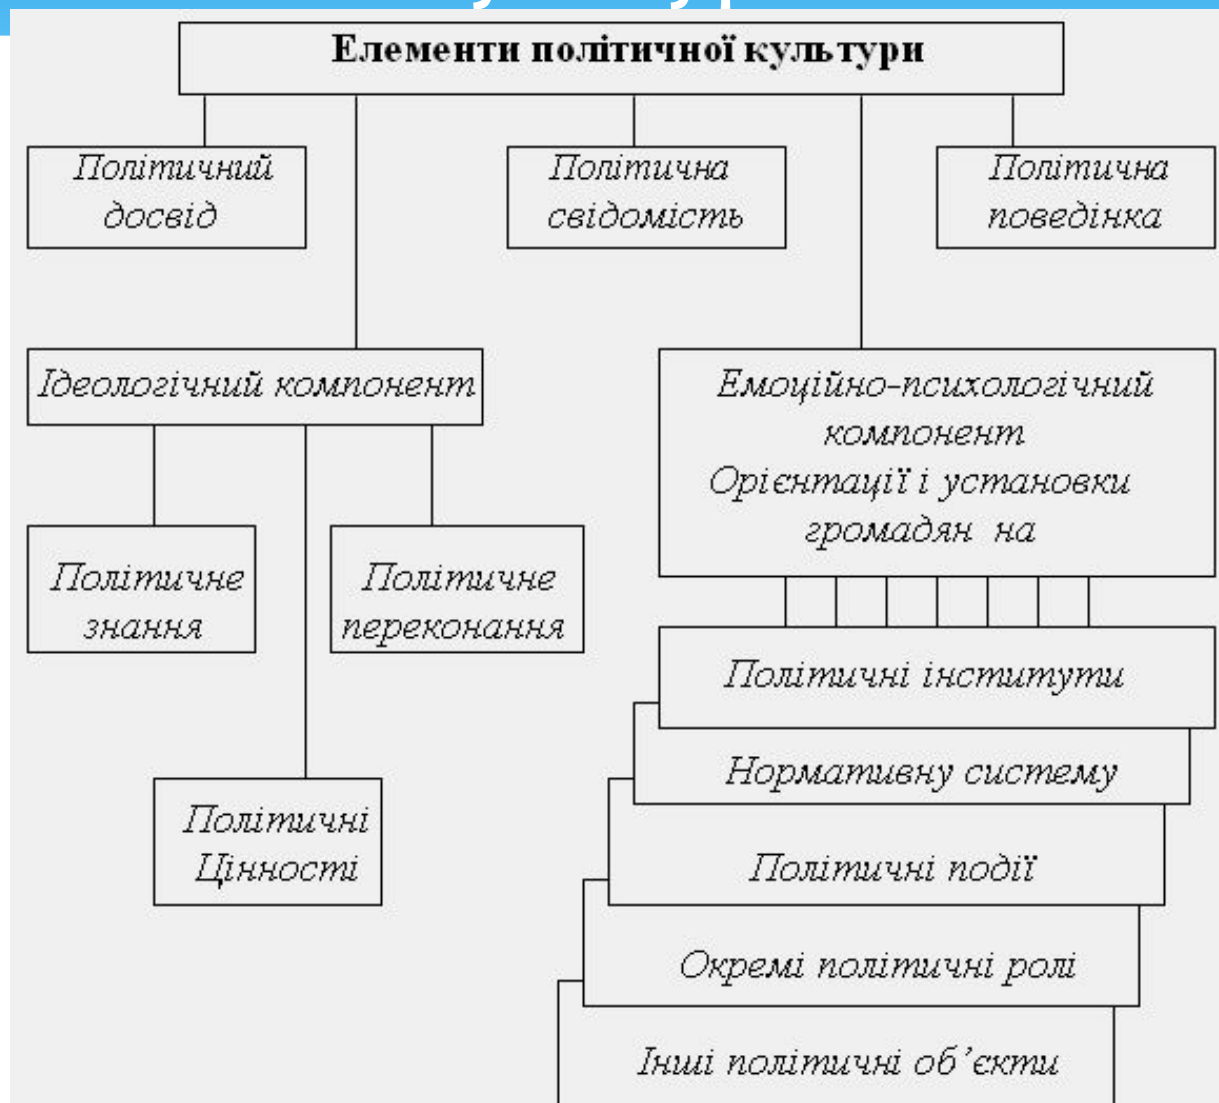 Елементи політичної культури
Політичний
досвід
Політична
свідомість
Політична
поведінка
Ідеологічний компонент
Емоційно-психологічний
компонент
Орієнтації і установки
громадян на
Політичне
знання
Політичне
переконання
Політичні
Цінності
Політичні інститути
Нормативну систему
Політичні події
Окремі політичні ролі
Інші політичні об’єкти